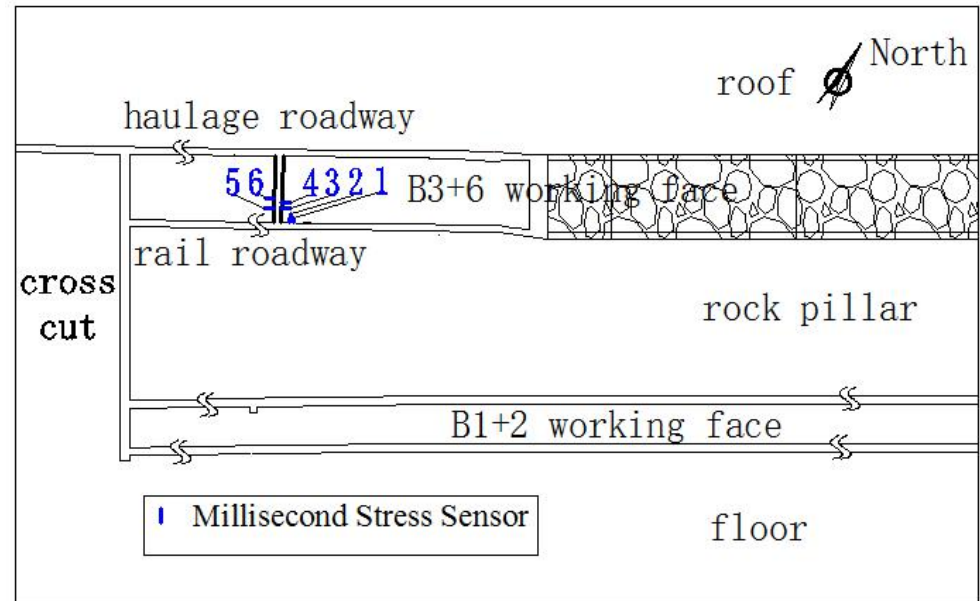 North
roof
haulage roadway
56 4321 B3+6 working face
rail roadway
cross
cut
rock pillar
B1+2 working face
Millisecond Stress Sensor
floor